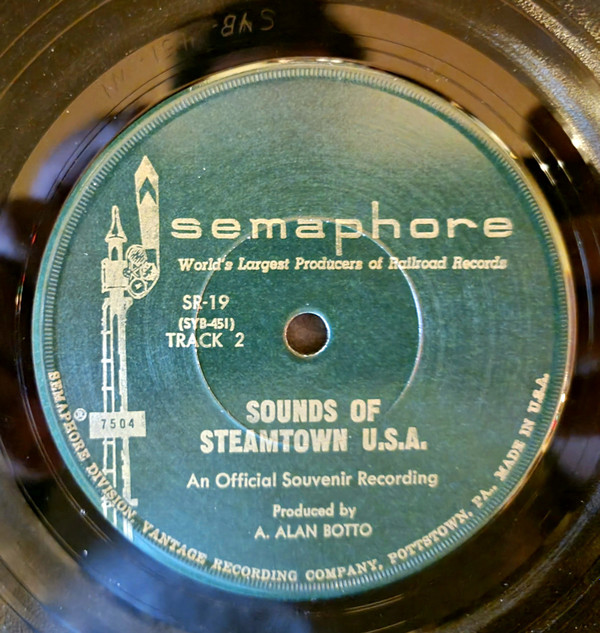 semaphore
World's Largest Producers of Railroad Records
SR-19
(SYB-451)
TRACK 2
7504
SOUNDS OF
STEAMTOWN U.S.A.
An Official Souvenir Recording
Produced by
A. ALAN BOTTO
SEMAPHORE® DIVISION, VANTAGE RECORDING COMPANY, POTTSTOWN, PA., MADE IN U.S.A.